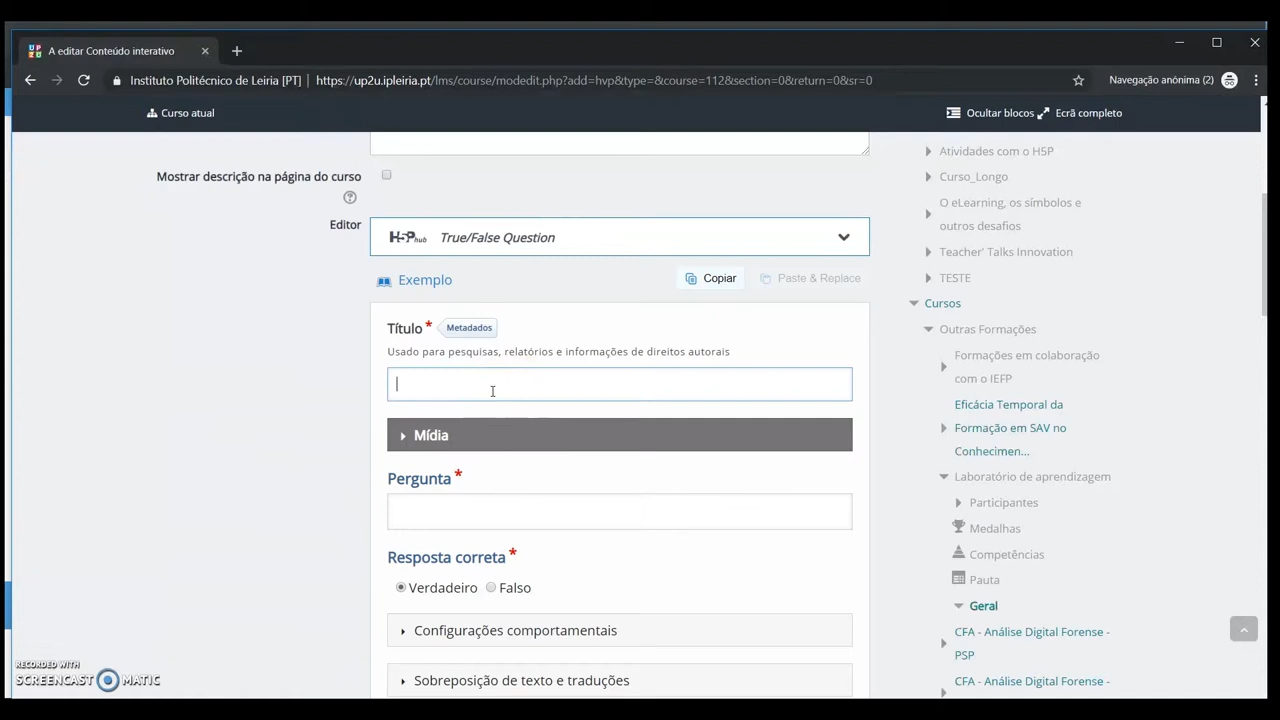 A editar Conteúdo interativo
Instituto Politécnico de Leiria [PT] | https://up2u.ipleiria.pt/lms/course/modedit.php?add=hvp&type=&course=112&section=0&return=0&sr=0
Navegação anónima (2)
Curso atual
Ocultar blocos
Ecrã completo
Mostrar descrição na página do curso
Editor
H5P hub True/False Question
Exemplo
Copiar
Paste & Replace
Título *
Metadados
Usado para pesquisas, relatórios e informações de direitos autorais
Mídia
Pergunta *
Resposta correta *
Verdadeiro
Falso
Configurações comportamentais
Sobreposição de texto e traduções
Atividades com o H5P
Curso_Longo
O eLearning, os símbolos e
outros desafios
Teacher' Talks Innovation
TESTE
Cursos
Outras Formações
Formações em colaboração
com o IEFP
Eficácia Temporal da
Formação em SAV no
Conhecimen...
Laboratório de aprendizagem
Participantes
Medalhas
Competências
Pauta
Geral
CFA - Análise Digital Forense -
PSP
CFA - Análise Digital Forense -
RECORDED WITH
SCREENCAST MATIC